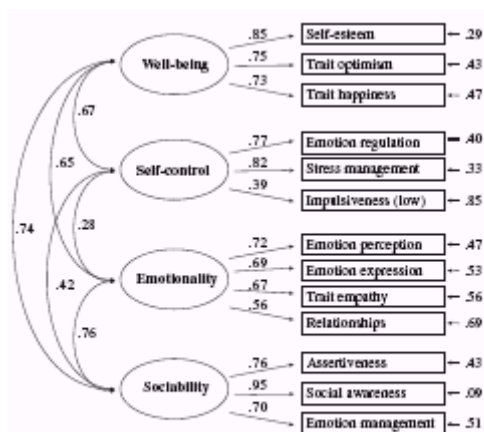 .85 Self-esteem .29
.75 Trait optimism .43
Well-being
.73 Trait happiness .47
.67
.77 Emotion regulation .40
.65
.82 Stress management .33
Self-control
.39 Impulsiveness (low) .85
.74
.28
.72 Emotion perception .47
.69 Emotion expression .53
Emotionality
.42
.67 Trait empathy .56
.56 Relationships .69
.76
.76 Assertiveness .43
Sociability
.95 Social awareness .09
.70 Emotion management .51